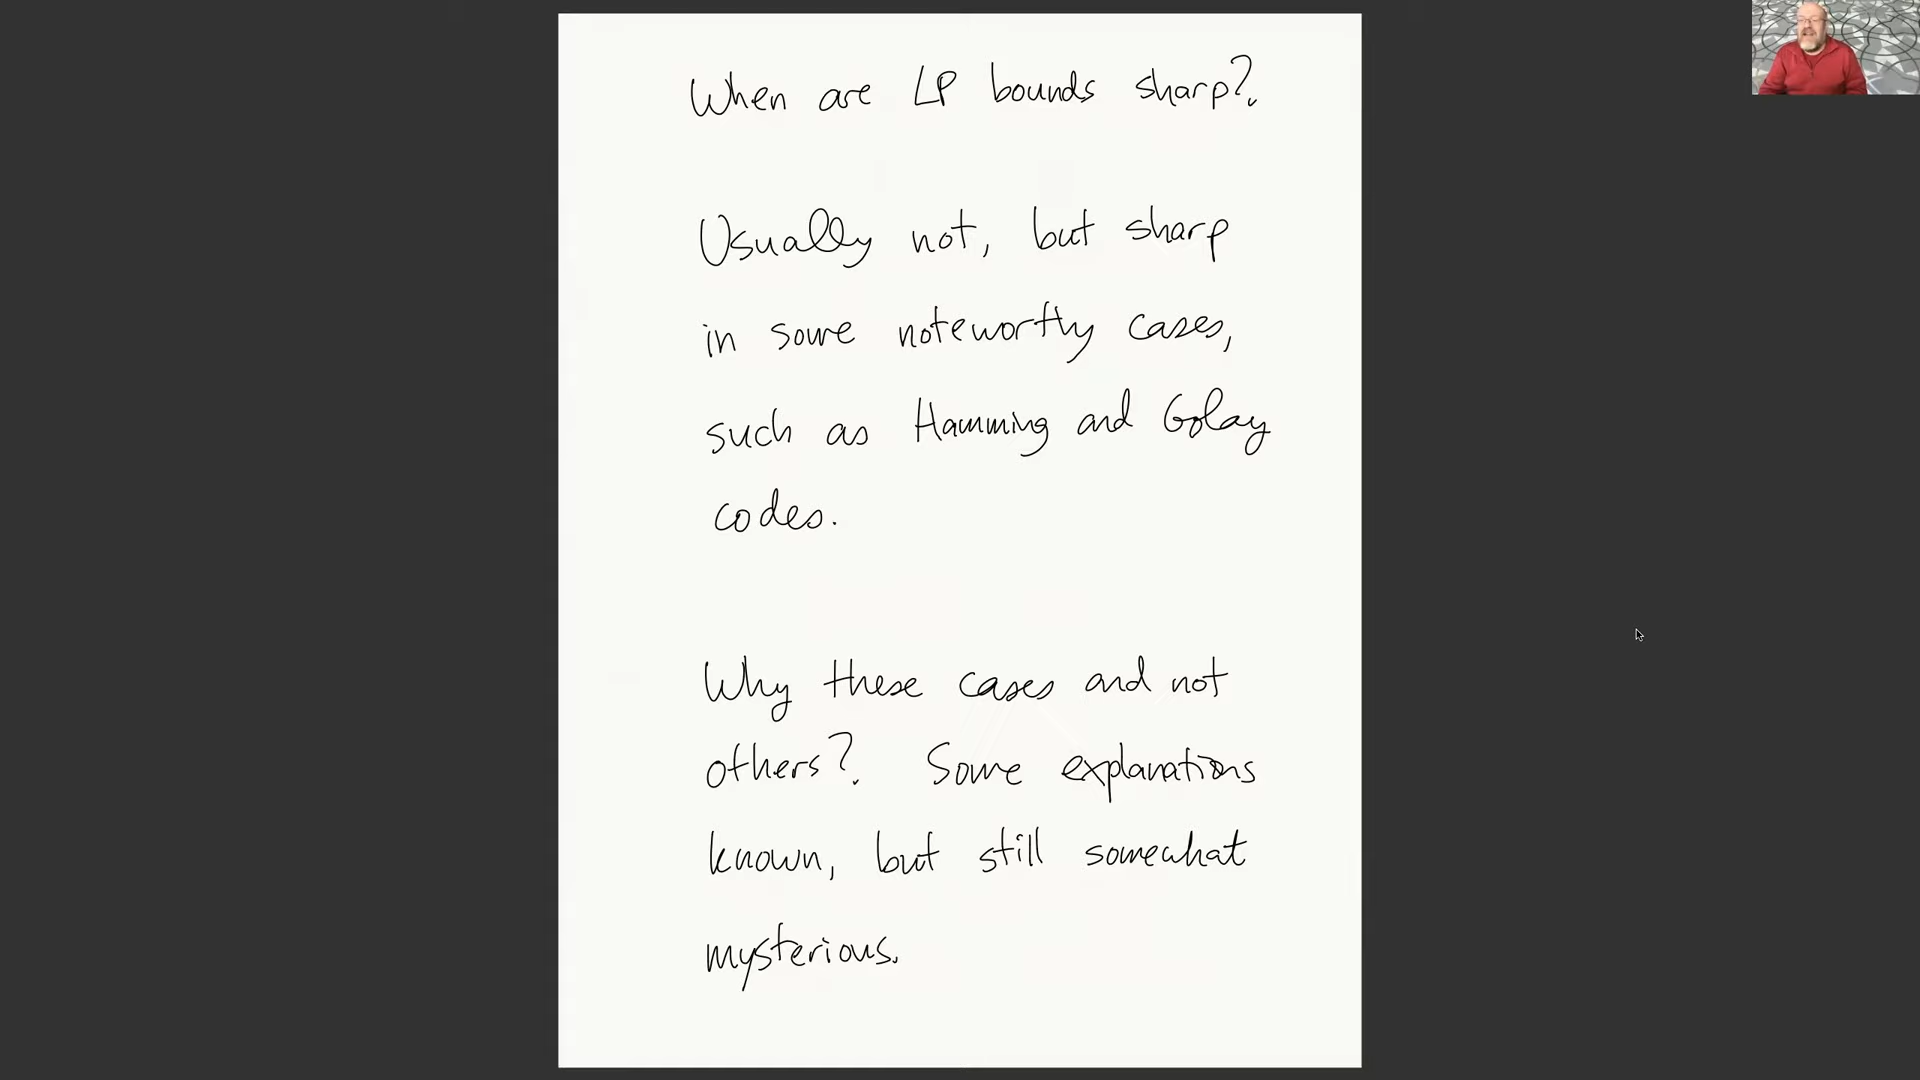 When are LP bounds sharp?
Usually not, but sharp
in some noteworthy cases,
such as Hamming and Golay
codes.
Why these cases and not
others? Some explanations
known, but still somewhat
mysterious.